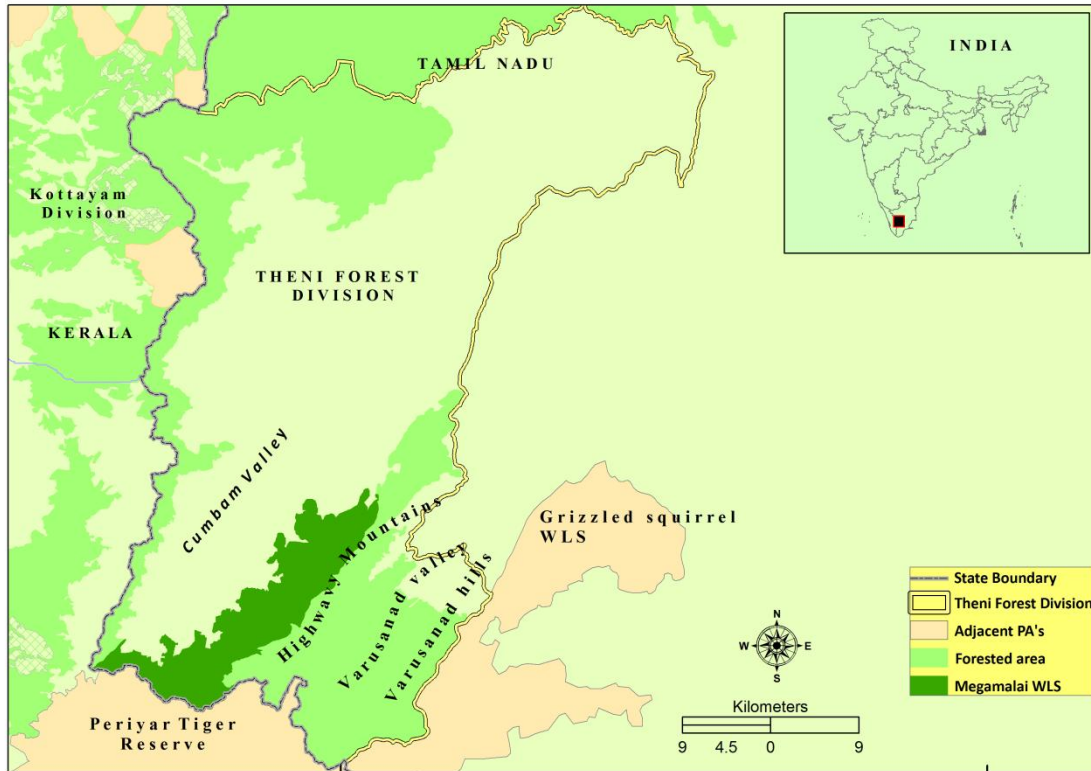 TAMIL NADU
INDIA
Kottayam
Division
THENI FOREST
DIVISION
KERALA
Cumbam Valley
Highwavy Mountains
Varusanad valley
Varusanad hills
Grizzled squirrel
WLS
Periyar Tiger
Reserve
N
W E
S
Kilometers
9 4.5 0 9
State Boundary
Theni Forest Division
Adjacent PA's
Forested area
Megamalai WLS